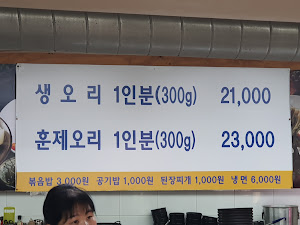 생오리 1인분(300g) 21,000
훈제오리 1인분(300g) 23,000
볶음밥 3,000원 공기밥 1,000원 된장찌개 1,000원 냉면 6,000원